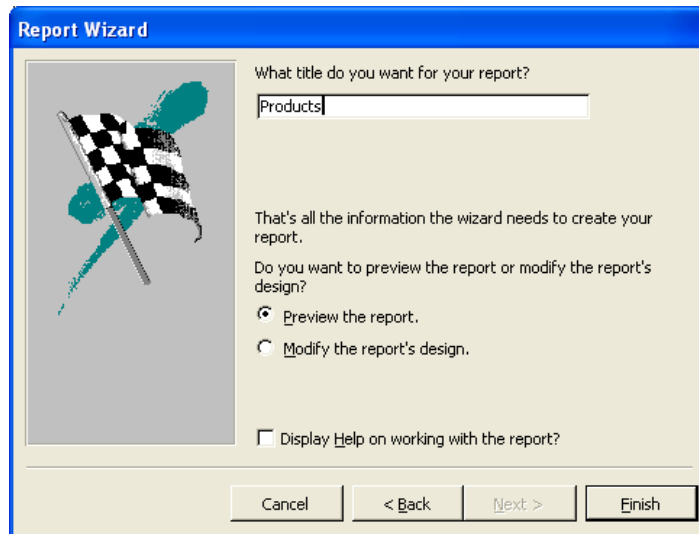 Report Wizard
What title do you want for your report?
Products
That's all the information the wizard needs to create your
report.
Do you want to preview the report or modify the report's
design?
Preview the report.
Modify the report's design.
Display Help on working with the report?
Cancel < Back Next > Finish